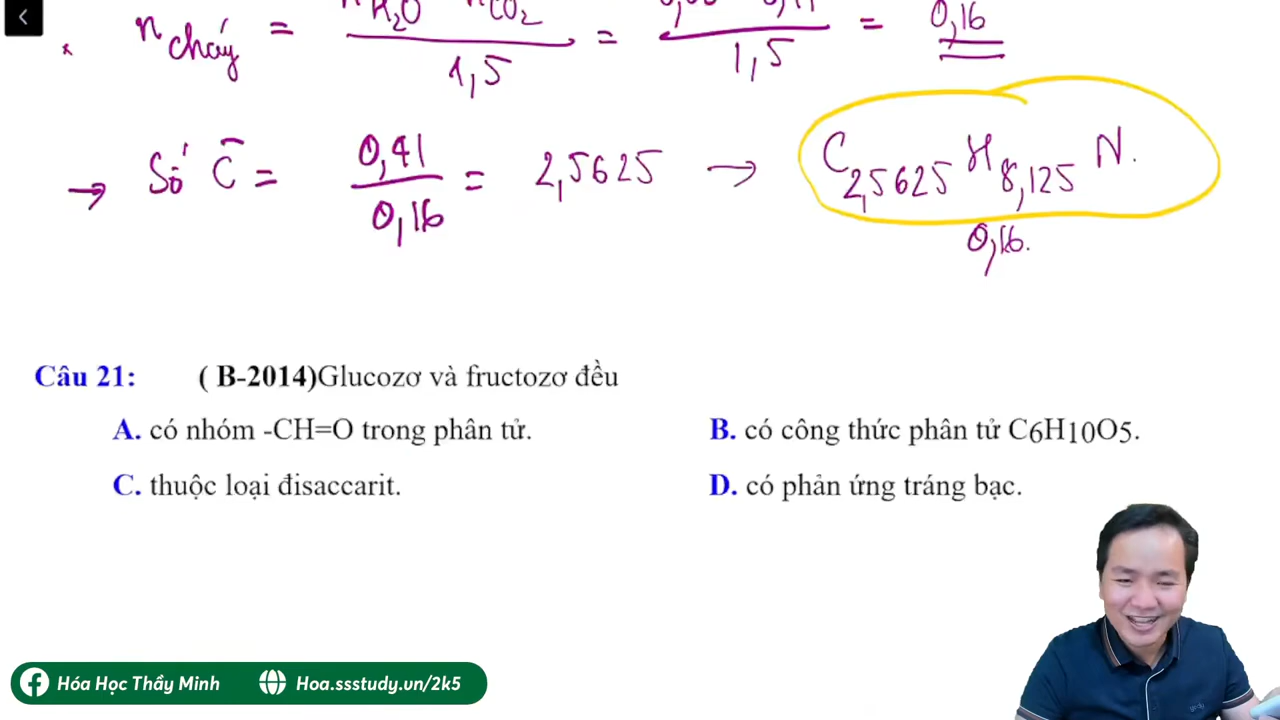 n cháy = n H2O n CO2 / 1,5 = / 1,5 = 0,16
→ Số C̄ = 0,41 / 0,16 = 2,5625 → C2,5625 H8,125 N.
0,16.
Câu 21: ( B-2014)Glucozơ và fructozơ đều
A. có nhóm -CH=O trong phân tử. B. có công thức phân tử C6H10O5.
C. thuộc loại đisaccarit. D. có phản ứng tráng bạc.
Hóa Học Thầy Minh Hoa.ssstudy.vn/2k5